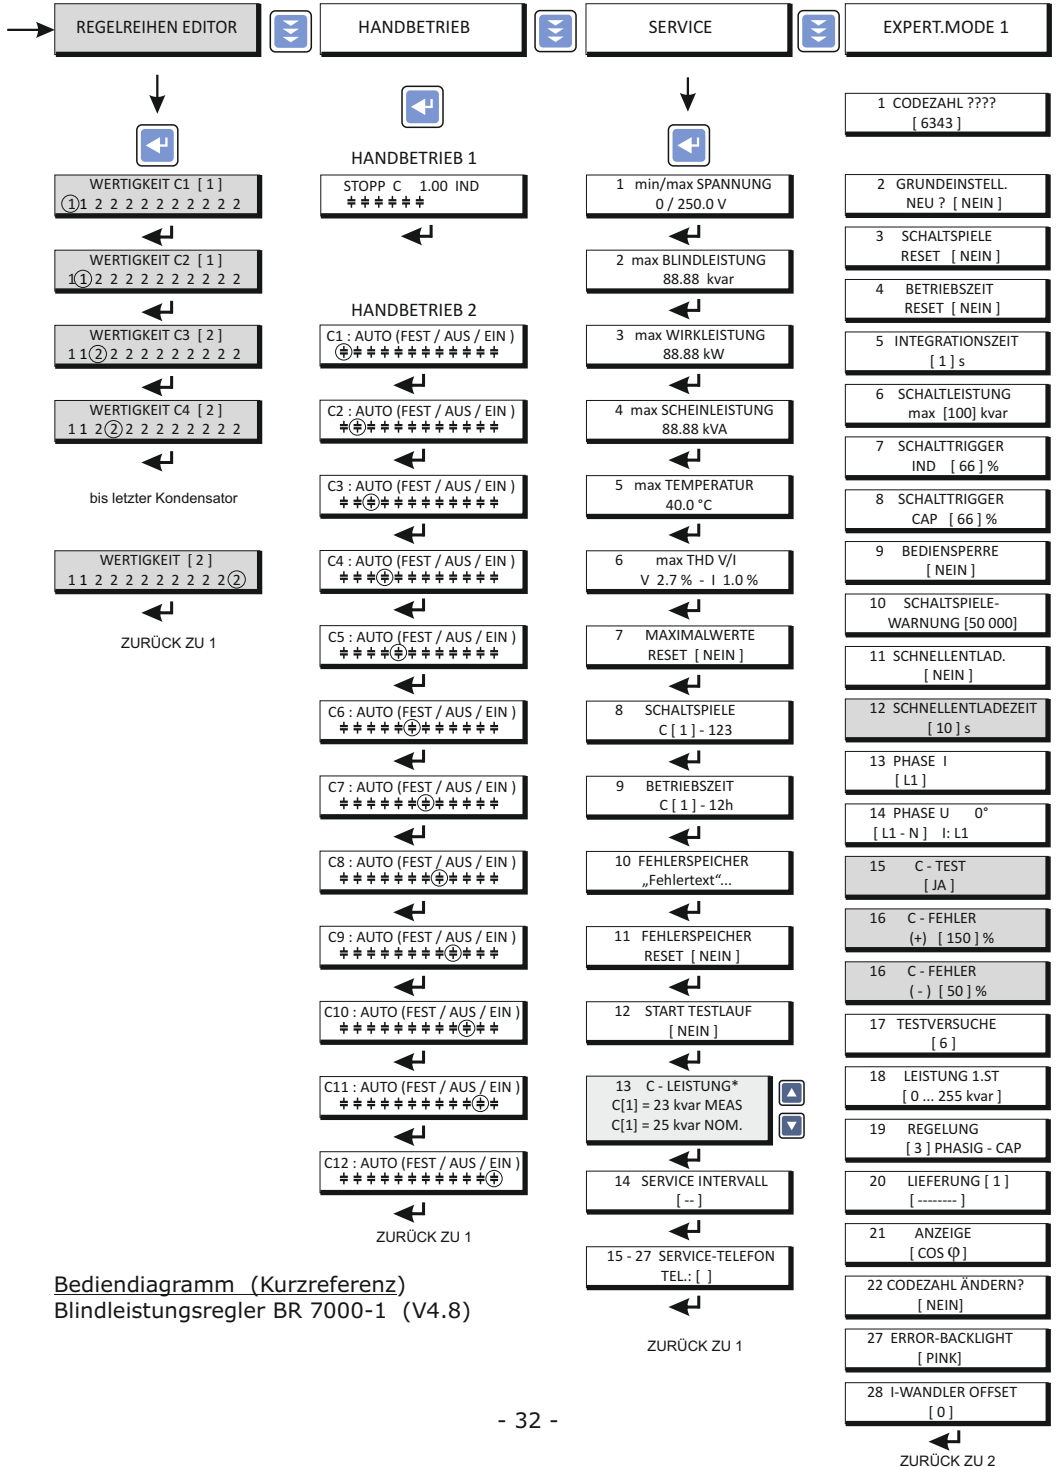 REGELREIHEN EDITOR
HANDBETRIEB
SERVICE
EXPERT.MODE 1
WERTIGKEIT C1 [ 1 ]
1 1 2 2 2 2 2 2 2 2 2 2
WERTIGKEIT C2 [ 1 ]
1 1 2 2 2 2 2 2 2 2 2 2
WERTIGKEIT C3 [ 2 ]
1 1 2 2 2 2 2 2 2 2 2 2
WERTIGKEIT C4 [ 2 ]
1 1 2 2 2 2 2 2 2 2 2 2
bis letzter Kondensator
WERTIGKEIT [ 2 ]
1 1 2 2 2 2 2 2 2 2 2 2
ZURÜCK ZU 1
HANDBETRIEB 1
STOPP C 1.00 IND
HANDBETRIEB 2
C1 : AUTO (FEST / AUS / EIN )
C2 : AUTO (FEST / AUS / EIN )
C3 : AUTO (FEST / AUS / EIN )
C4 : AUTO (FEST / AUS / EIN )
C5 : AUTO (FEST / AUS / EIN )
C6 : AUTO (FEST / AUS / EIN )
C7 : AUTO (FEST / AUS / EIN )
C8 : AUTO (FEST / AUS / EIN )
C9 : AUTO (FEST / AUS / EIN )
C10 : AUTO (FEST / AUS / EIN )
C11 : AUTO (FEST / AUS / EIN )
C12 : AUTO (FEST / AUS / EIN )
ZURÜCK ZU 1
1 min/max SPANNUNG
0 / 250.0 V
2 max BLINDLEISTUNG
88.88 kvar
3 max WIRKLEISTUNG
88.88 kW
4 max SCHEINLEISTUNG
88.88 kVA
5 max TEMPERATUR
40.0 °C
6 max THD V/I
V 2.7 % - I 1.0 %
7 MAXIMALWERTE
RESET [ NEIN ]
8 SCHALTSPIELE
C [ 1 ] - 123
9 BETRIEBSZEIT
C [ 1 ] - 12h
10 FEHLERSPEICHER
„Fehlertext“...
11 FEHLERSPEICHER
RESET [ NEIN ]
12 START TESTLAUF
[ NEIN ]
13 C - LEISTUNG*
C[1] = 23 kvar MEAS
C[1] = 25 kvar NOM.
14 SERVICE INTERVALL
[ -- ]
15 - 27 SERVICE-TELEFON
TEL.: [ ]
ZURÜCK ZU 1
1 CODEZAHL ????
[ 6343 ]
2 GRUNDEINSTELL.
NEU ? [ NEIN ]
3 SCHALTSPIELE
RESET [ NEIN ]
4 BETRIEBSZEIT
RESET [ NEIN ]
5 INTEGRATIONSZEIT
[ 1 ] s
6 SCHALTLEISTUNG
max [100] kvar
7 SCHALTTRIGGER
IND [ 66 ] %
8 SCHALTTRIGGER
CAP [ 66 ] %
9 BEDIENSPERRE
[ NEIN ]
10 SCHALTSPIELE-
WARNUNG [50 000]
11 SCHNELLENTLAD.
[ NEIN ]
12 SCHNELLENTLADEZEIT
[ 10 ] s
13 PHASE I
[ L1 ]
14 PHASE U 0°
[ L1 - N ] I: L1
15 C - TEST
[ JA ]
16 C - FEHLER
(+) [ 150 ] %
16 C - FEHLER
( - ) [ 50 ] %
17 TESTVERSUCHE
[ 6 ]
18 LEISTUNG 1.ST
[ 0 ... 255 kvar ]
19 REGELUNG
[ 3 ] PHASIG - CAP
20 LIEFERUNG [ 1 ]
[ -------- ]
21 ANZEIGE
[ COS φ ]
22 CODEZAHL ÄNDERN?
[ NEIN]
27 ERROR-BACKLIGHT
[ PINK]
28 I-WANDLER OFFSET
[ 0 ]
ZURÜCK ZU 2
Bediendiagramm (Kurzreferenz)
Blindleistungsregler BR 7000-1 (V4.8)
- 32 -